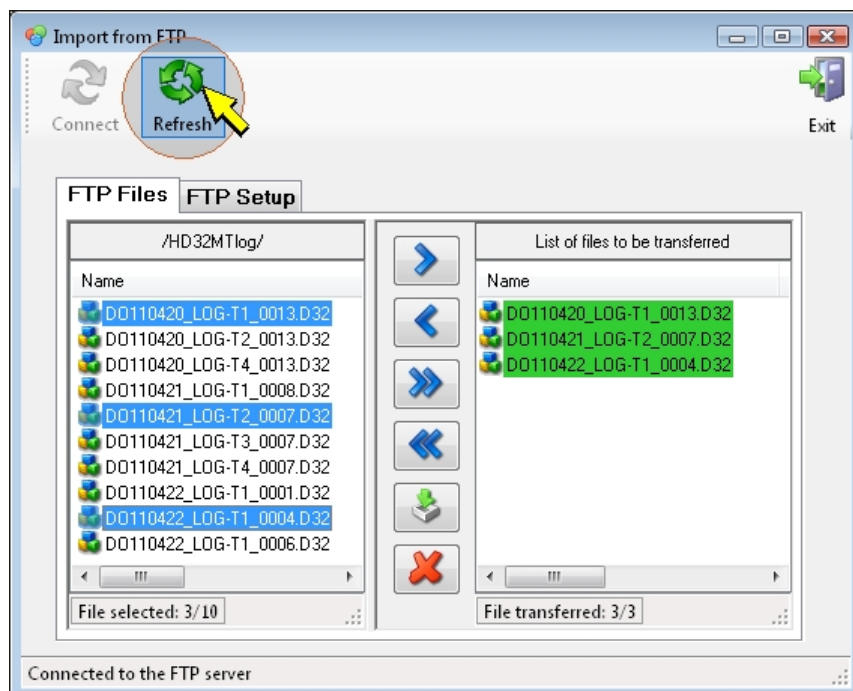 Import from FTP
Connect
Refresh
Exit
FTP Files
FTP Setup
/HD32MTlog/
Name
DO110420_LOG-T1_0013.D32
DO110420_LOG-T2_0013.D32
DO110420_LOG-T4_0013.D32
DO110421_LOG-T1_0008.D32
DO110421_LOG-T2_0007.D32
DO110421_LOG-T3_0007.D32
DO110421_LOG-T4_0007.D32
DO110422_LOG-T1_0001.D32
DO110422_LOG-T1_0004.D32
DO110422_LOG-T1_0006.D32
File selected: 3/10
List of files to be transferred
Name
DO110420_LOG-T1_0013.D32
DO110421_LOG-T2_0007.D32
DO110422_LOG-T1_0004.D32
File transferred: 3/3
Connected to the FTP server